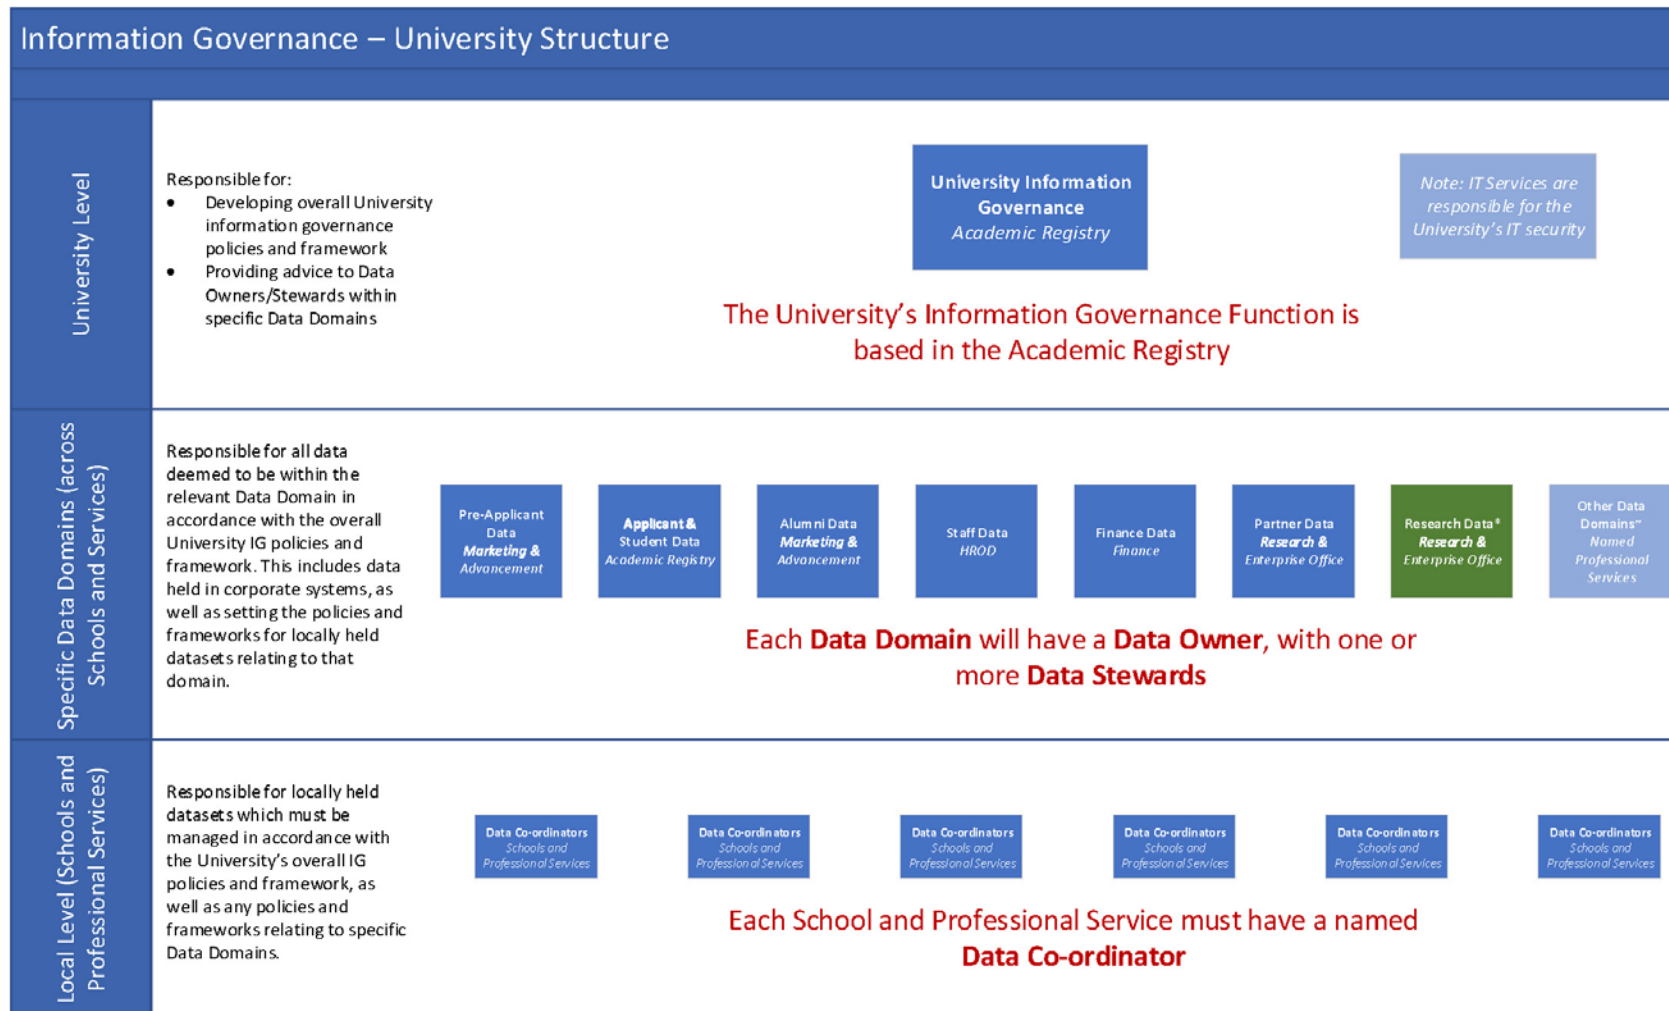 Information Governance – University Structure
University Level
Responsible for:
• Developing overall University
information governance
policies and framework
• Providing advice to Data
Owners/Stewards within
specific Data Domains
University Information
Governance
Academic Registry
Note: IT Services are
responsible for the
University's IT security
The University's Information Governance Function is
based in the Academic Registry
Specific Data Domains (across
Schools and Services)
Responsible for all data
deemed to be within the
relevant Data Domain in
accordance with the overall
University IG policies and
framework. This includes data
held in corporate systems, as
well as setting the policies and
frameworks for locally held
datasets relating to that
domain.
Pre-Applicant
Data
Marketing &
Advancement
Applicant &
Student Data
Academic Registry
Alumni Data
Marketing &
Advancement
Staff Data
HROD
Finance Data
Finance
Partner Data
Research &
Enterprise Office
Research Data*
Research &
Enterprise Office
Other Data
Domains~
Named
Professional
Services
Each Data Domain will have a Data Owner, with one or
more Data Stewards
Local Level (Schools and
Professional Services)
Responsible for locally held
datasets which must be
managed in accordance with
the University's overall IG
policies and framework, as
well as any policies and
frameworks relating to specific
Data Domains.
Data Co-ordinators
Schools and
Professional Services
Data Co-ordinators
Schools and
Professional Services
Data Co-ordinators
Schools and
Professional Services
Data Co-ordinators
Schools and
Professional Services
Data Co-ordinators
Schools and
Professional Services
Data Co-ordinators
Schools and
Professional Services
Each School and Professional Service must have a named
Data Co-ordinator